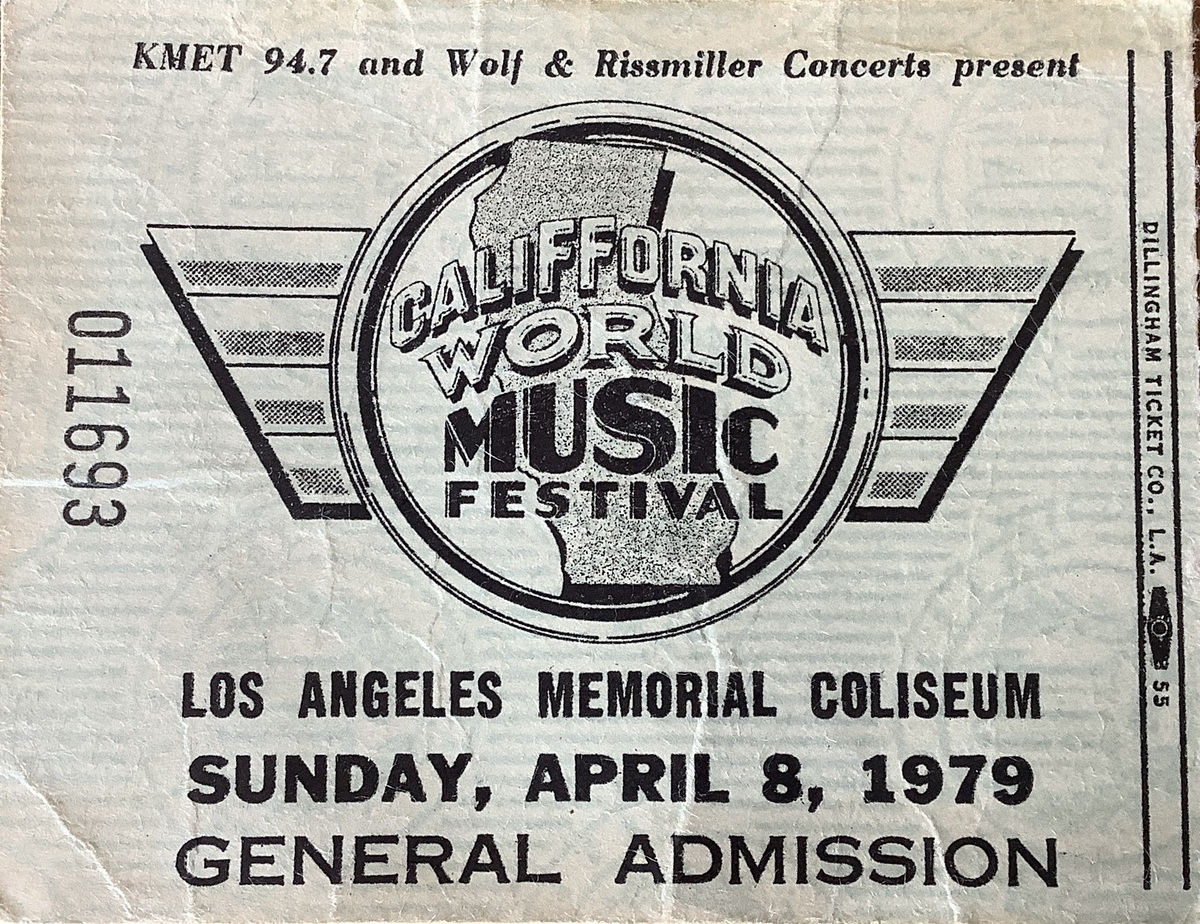 KMET 94.7 and Wolf & Rissmiller Concerts present
CALIFFORNIA
WORLD
MUSIC
FESTIVAL
011693
LOS ANGELES MEMORIAL COLISEUM
SUNDAY, APRIL 8, 1979
GENERAL ADMISSION
DILLINGHAM TICKET CO., L.A. 55